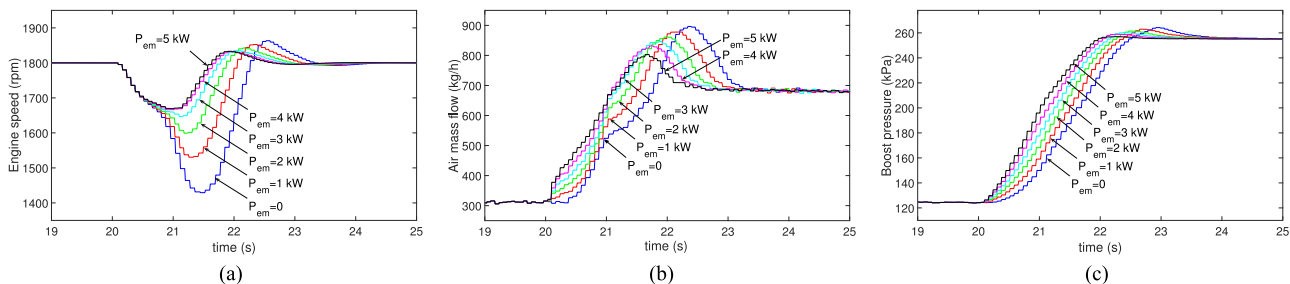 1900
1800
1700
1600
1500
1400
Engine speed (rpm)
P_em=5 kW
P_em=4 kW
P_em=3 kW
P_em=2 kW
P_em=1 kW
P_em=0
19 20 21 22 23 24 25
time (s)
(a)
900
800
700
600
500
400
300
Air mass flow (kg/h)
P_em=5 kW
P_em=4 kW
P_em=3 kW
P_em=2 kW
P_em=1 kW
P_em=0
19 20 21 22 23 24 25
time (s)
(b)
260
240
220
200
180
160
140
120
Boost pressure (kPa)
P_em=5 kW
P_em=4 kW
P_em=3 kW
P_em=2 kW
P_em=1 kW
P_em=0
19 20 21 22 23 24 25
time (s)
(c)